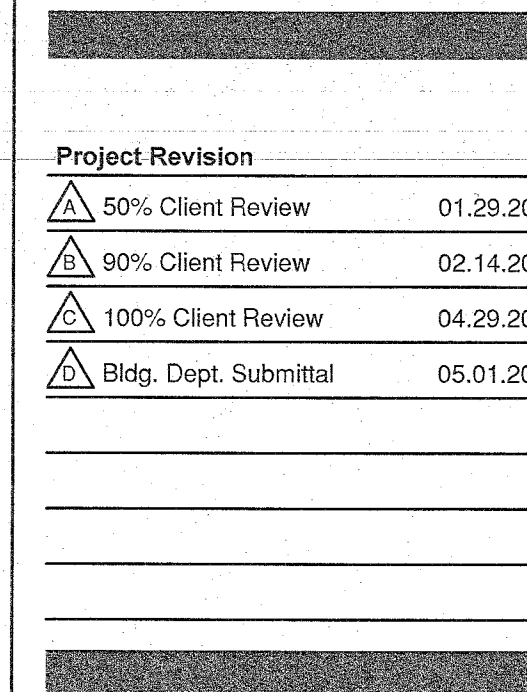 Project Revision
A 50% Client Review 01.29.20
B 90% Client Review 02.14.20
C 100% Client Review 04.29.20
D Bldg. Dept. Submittal 05.01.20